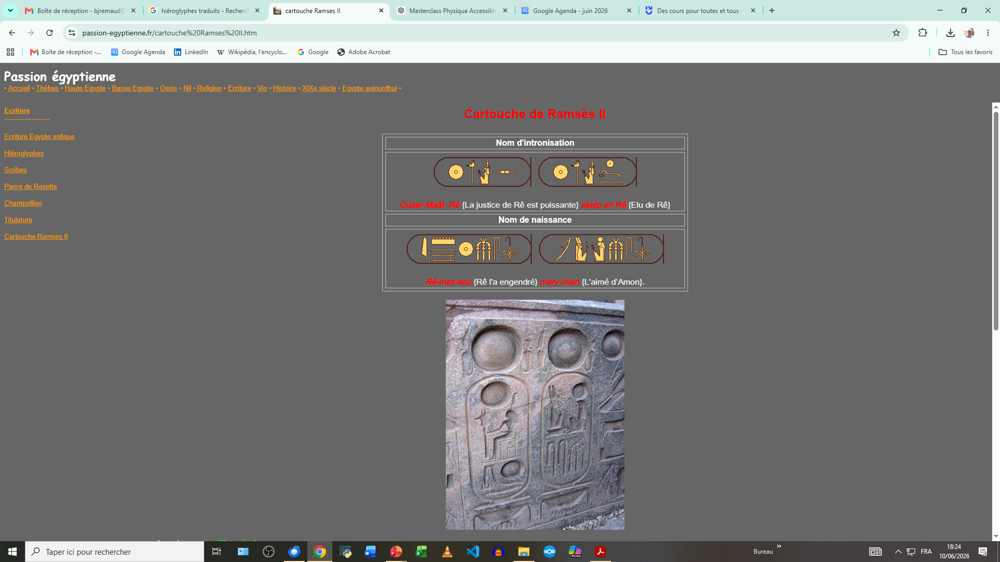 Boîte de réception - bjremaud@
hiéroglyphes traduits - Recherc
cartouche Ramses II
Masterclass Physique Accessible
Google Agenda - juin 2026
Des cours pour toutes et tous -
passion-egyptienne.fr/cartouche%20Ramses%20II.htm
Boîte de réception -...
Google Agenda
LinkedIn
Wikipédia, l'encyclo...
Google
Adobe Acrobat
Tous les favoris
Passion égyptienne
• Accueil • Thèbes • Haute Egypte • Basse Egypte • Oasis • Nil • Religion • Ecriture • Vin • Histoire • XIXe siècle • Egypte aujourdhui •
Ecriture
--------------------
Ecriture Egypte antique
Hiéroglyphes
Scribes
Pierre de Rosette
Champollion
Titulature
Cartouche Ramses II
Cartouche de Ramsès II
Nom d'intronisation
Ouser-Maât -Rê {La justice de Rê est puissante} setep en Rê {Elu de Rê}
Nom de naissance
Rê-mes-sou {Rê l'a engendré} mery Imen {L'aimé d'Amon}.
Taper ici pour rechercher
Bureau
»
FRA
18:24
10/06/2026